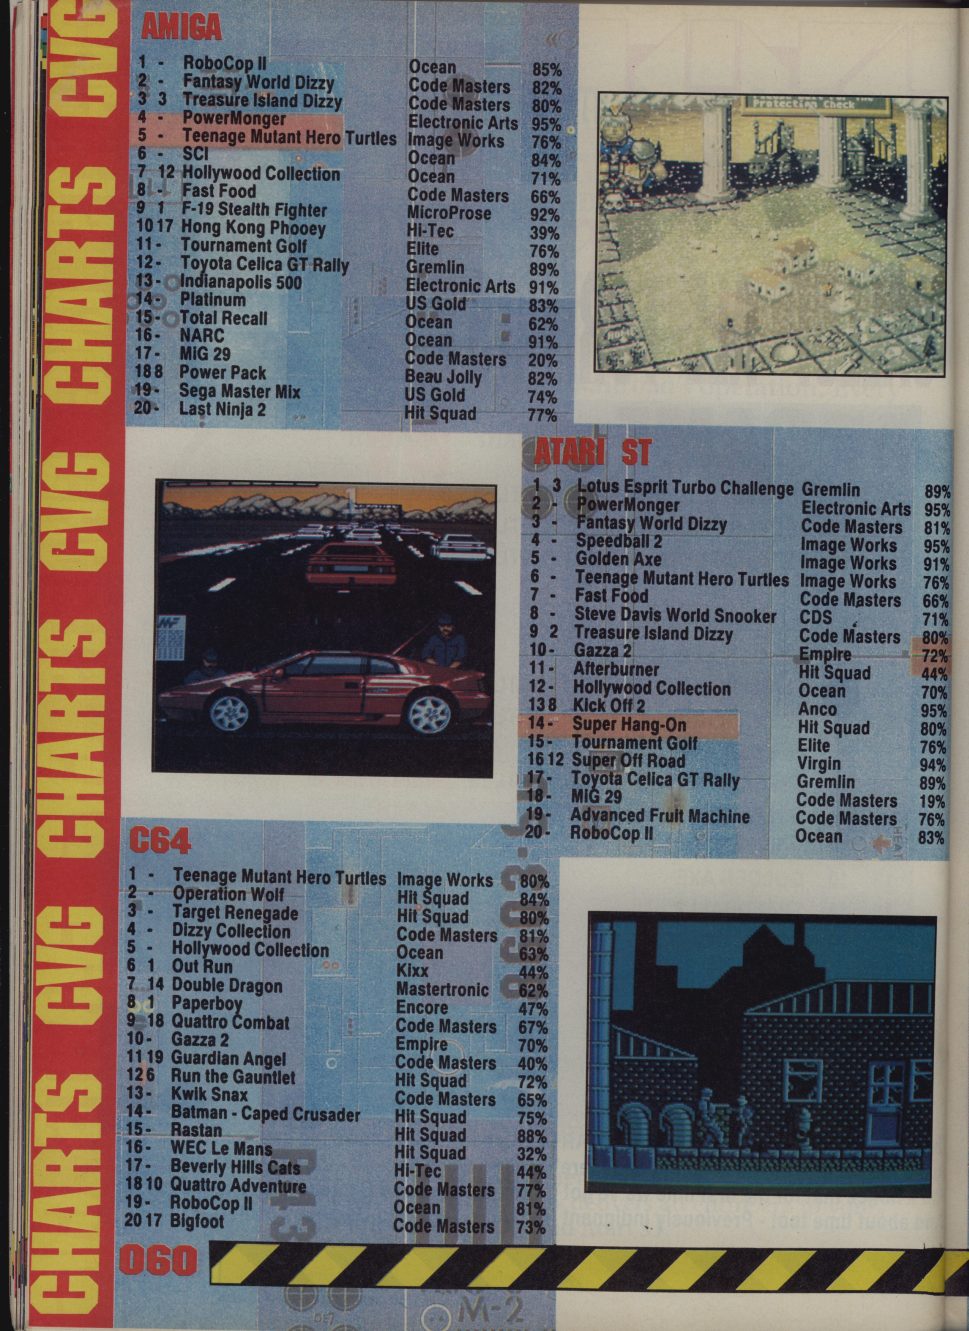 CHARTS CVG CHARTS CVG CHARTS CVG
AMIGA
1 - RoboCop II Ocean 85%
2 - Fantasy World Dizzy Code Masters 82%
3 3 Treasure Island Dizzy Code Masters 80%
4 - PowerMonger Electronic Arts 95%
5 - Teenage Mutant Hero Turtles Image Works 76%
6 - SCI Ocean 84%
7 12 Hollywood Collection Ocean 71%
8 - Fast Food Code Masters 66%
9 1 F-19 Stealth Fighter MicroProse 92%
10 17 Hong Kong Phooey Hi-Tec 39%
11 - Tournament Golf Elite 76%
12 - Toyota Celica GT Rally Gremlin 89%
13 - Indianapolis 500 Electronic Arts 91%
14 - Platinum US Gold 83%
15 - Total Recall Ocean 62%
16 - NARC Ocean 91%
17 - MiG 29 Code Masters 20%
18 8 Power Pack Beau Jolly 82%
19 - Sega Master Mix US Gold 74%
20 - Last Ninja 2 Hit Squad 77%
Protection Check
ATARI ST
1 3 Lotus Esprit Turbo Challenge Gremlin 89%
2 - PowerMonger Electronic Arts 95%
3 - Fantasy World Dizzy Code Masters 81%
4 - Speedball 2 Image Works 95%
5 - Golden Axe Image Works 91%
6 - Teenage Mutant Hero Turtles Image Works 76%
7 - Fast Food Code Masters 66%
8 - Steve Davis World Snooker CDS 71%
9 2 Treasure Island Dizzy Code Masters 80%
10 - Gazza 2 Empire 72%
11 - Afterburner Hit Squad 44%
12 - Hollywood Collection Ocean 70%
13 8 Kick Off 2 Anco 95%
14 - Super Hang-On Hit Squad 80%
15 - Tournament Golf Elite 76%
16 12 Super Off Road Virgin 94%
17 - Toyota Celica GT Rally Gremlin 89%
18 - MiG 29 Code Masters 19%
19 - Advanced Fruit Machine Code Masters 76%
20 - RoboCop II Ocean 83%
C64
1 - Teenage Mutant Hero Turtles Image Works 80%
2 - Operation Wolf Hit Squad 84%
3 - Target Renegade Hit Squad 80%
4 - Dizzy Collection Code Masters 81%
5 - Hollywood Collection Ocean 63%
6 1 Out Run Kixx 44%
7 14 Double Dragon Mastertronic 62%
8 1 Paperboy Encore 47%
9 18 Quattro Combat Code Masters 67%
10 - Gazza 2 Empire 70%
11 19 Guardian Angel Code Masters 40%
12 6 Run the Gauntlet Hit Squad 72%
13 - Kwik Snax Code Masters 65%
14 - Batman - Caped Crusader Hit Squad 75%
15 - Rastan Hit Squad 88%
16 - WEC Le Mans Hit Squad 32%
17 - Beverly Hills Cats Hi-Tec 44%
18 10 Quattro Adventure Code Masters 77%
19 - RoboCop II Ocean 81%
20 17 Bigfoot Code Masters 73%
060
M-2